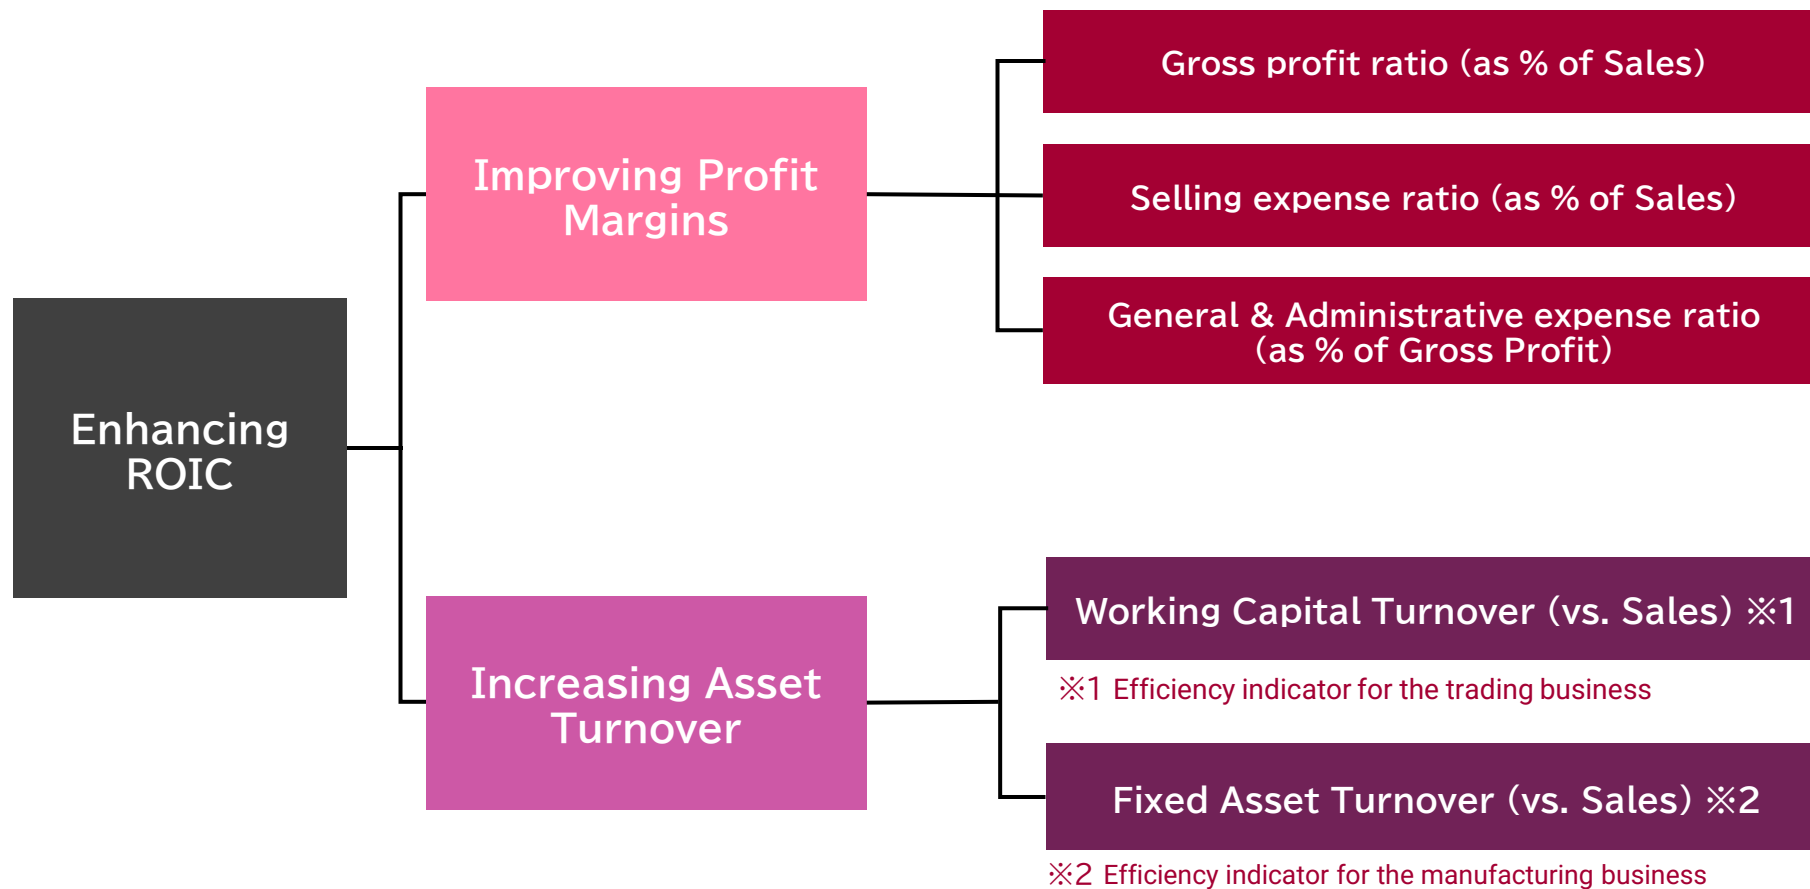 Enhancing
ROIC
Improving Profit
Margins
Gross profit ratio (as % of Sales)
Selling expense ratio (as % of Sales)
General & Administrative expense ratio
(as % of Gross Profit)
Increasing Asset
Turnover
Working Capital Turnover (vs. Sales) ※1
※1 Efficiency indicator for the trading business
Fixed Asset Turnover (vs. Sales) ※2
※2 Efficiency indicator for the manufacturing business